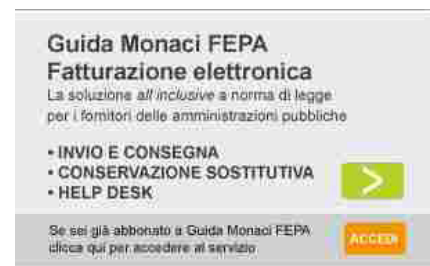 Guida Monaci FEPA
Fatturazione elettronica
La soluzione all inclusive a norma di legge
per i fornitori delle amministrazioni pubbliche
• INVIO E CONSEGNA
• CONSERVAZIONE SOSTITUTIVA
• HELP DESK
>
Se sei già abbonato a Guida Monaci FEPA
clicca qui per accedere al servizio
ACCEDI